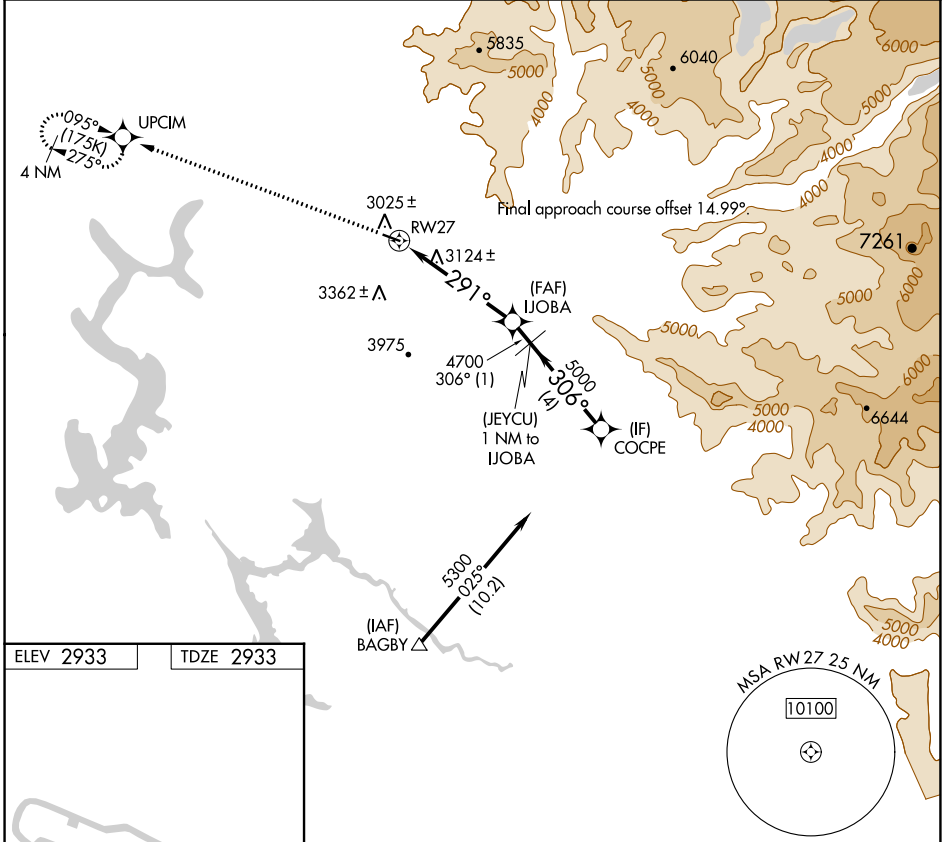 5835
5000
6040
5000
6000
4000
4000
5000
4000
4000
095°
(175K)
275°
4 NM
UPCIM
Final approach course offset 14.99°.
3025 ±
RW27
3124 ±
291°
3362 ±
(FAF)
IJOBA
7261
6000
5000
5000
3975
4700
306° (1)
5000
306°
(4)
(JEYCU)
1 NM to
IJOBA
(IF)
COCPE
5000
4000
6000
6644
5300
025°
(10.2)
(IAF)
BAGBY
5000
4000
ELEV 2933
TDZE 2933
MSA RW 27 25 NM
10100